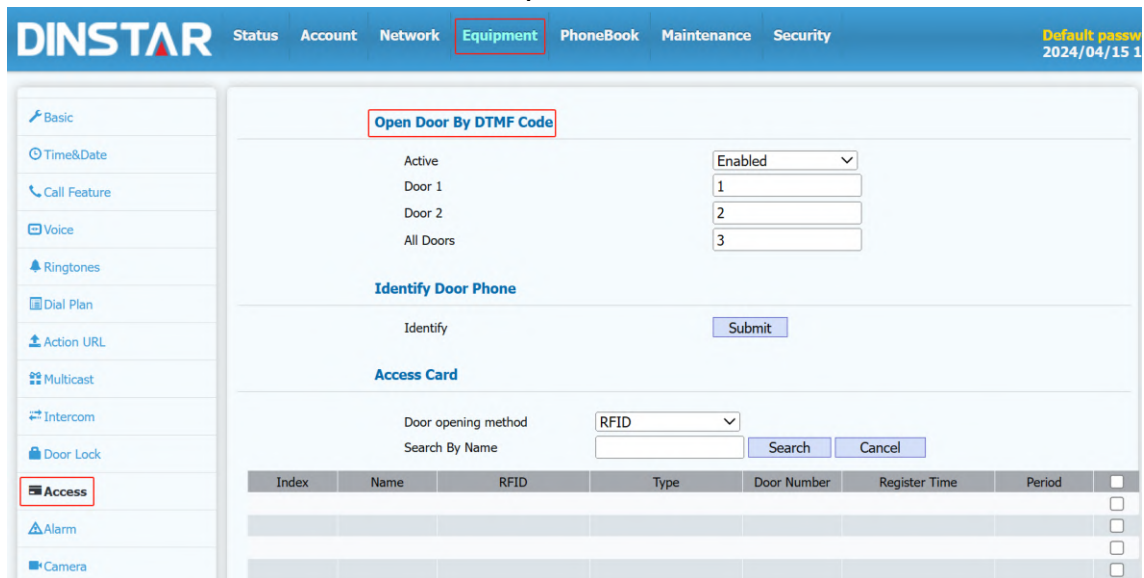 DINSTAR
Status Account Network Equipment PhoneBook Maintenance Security
Default passw
2024/04/15 1
Basic
Time&Date
Call Feature
Voice
Ringtones
Dial Plan
Action URL
Multicast
Intercom
Door Lock
Access
Alarm
Camera
Open Door By DTMF Code
Active Enabled
Door 1 1
Door 2 2
All Doors 3
Identify Door Phone
Identify Submit
Access Card
Door opening method RFID
Search By Name Search Cancel
Index Name RFID Type Door Number Register Time Period